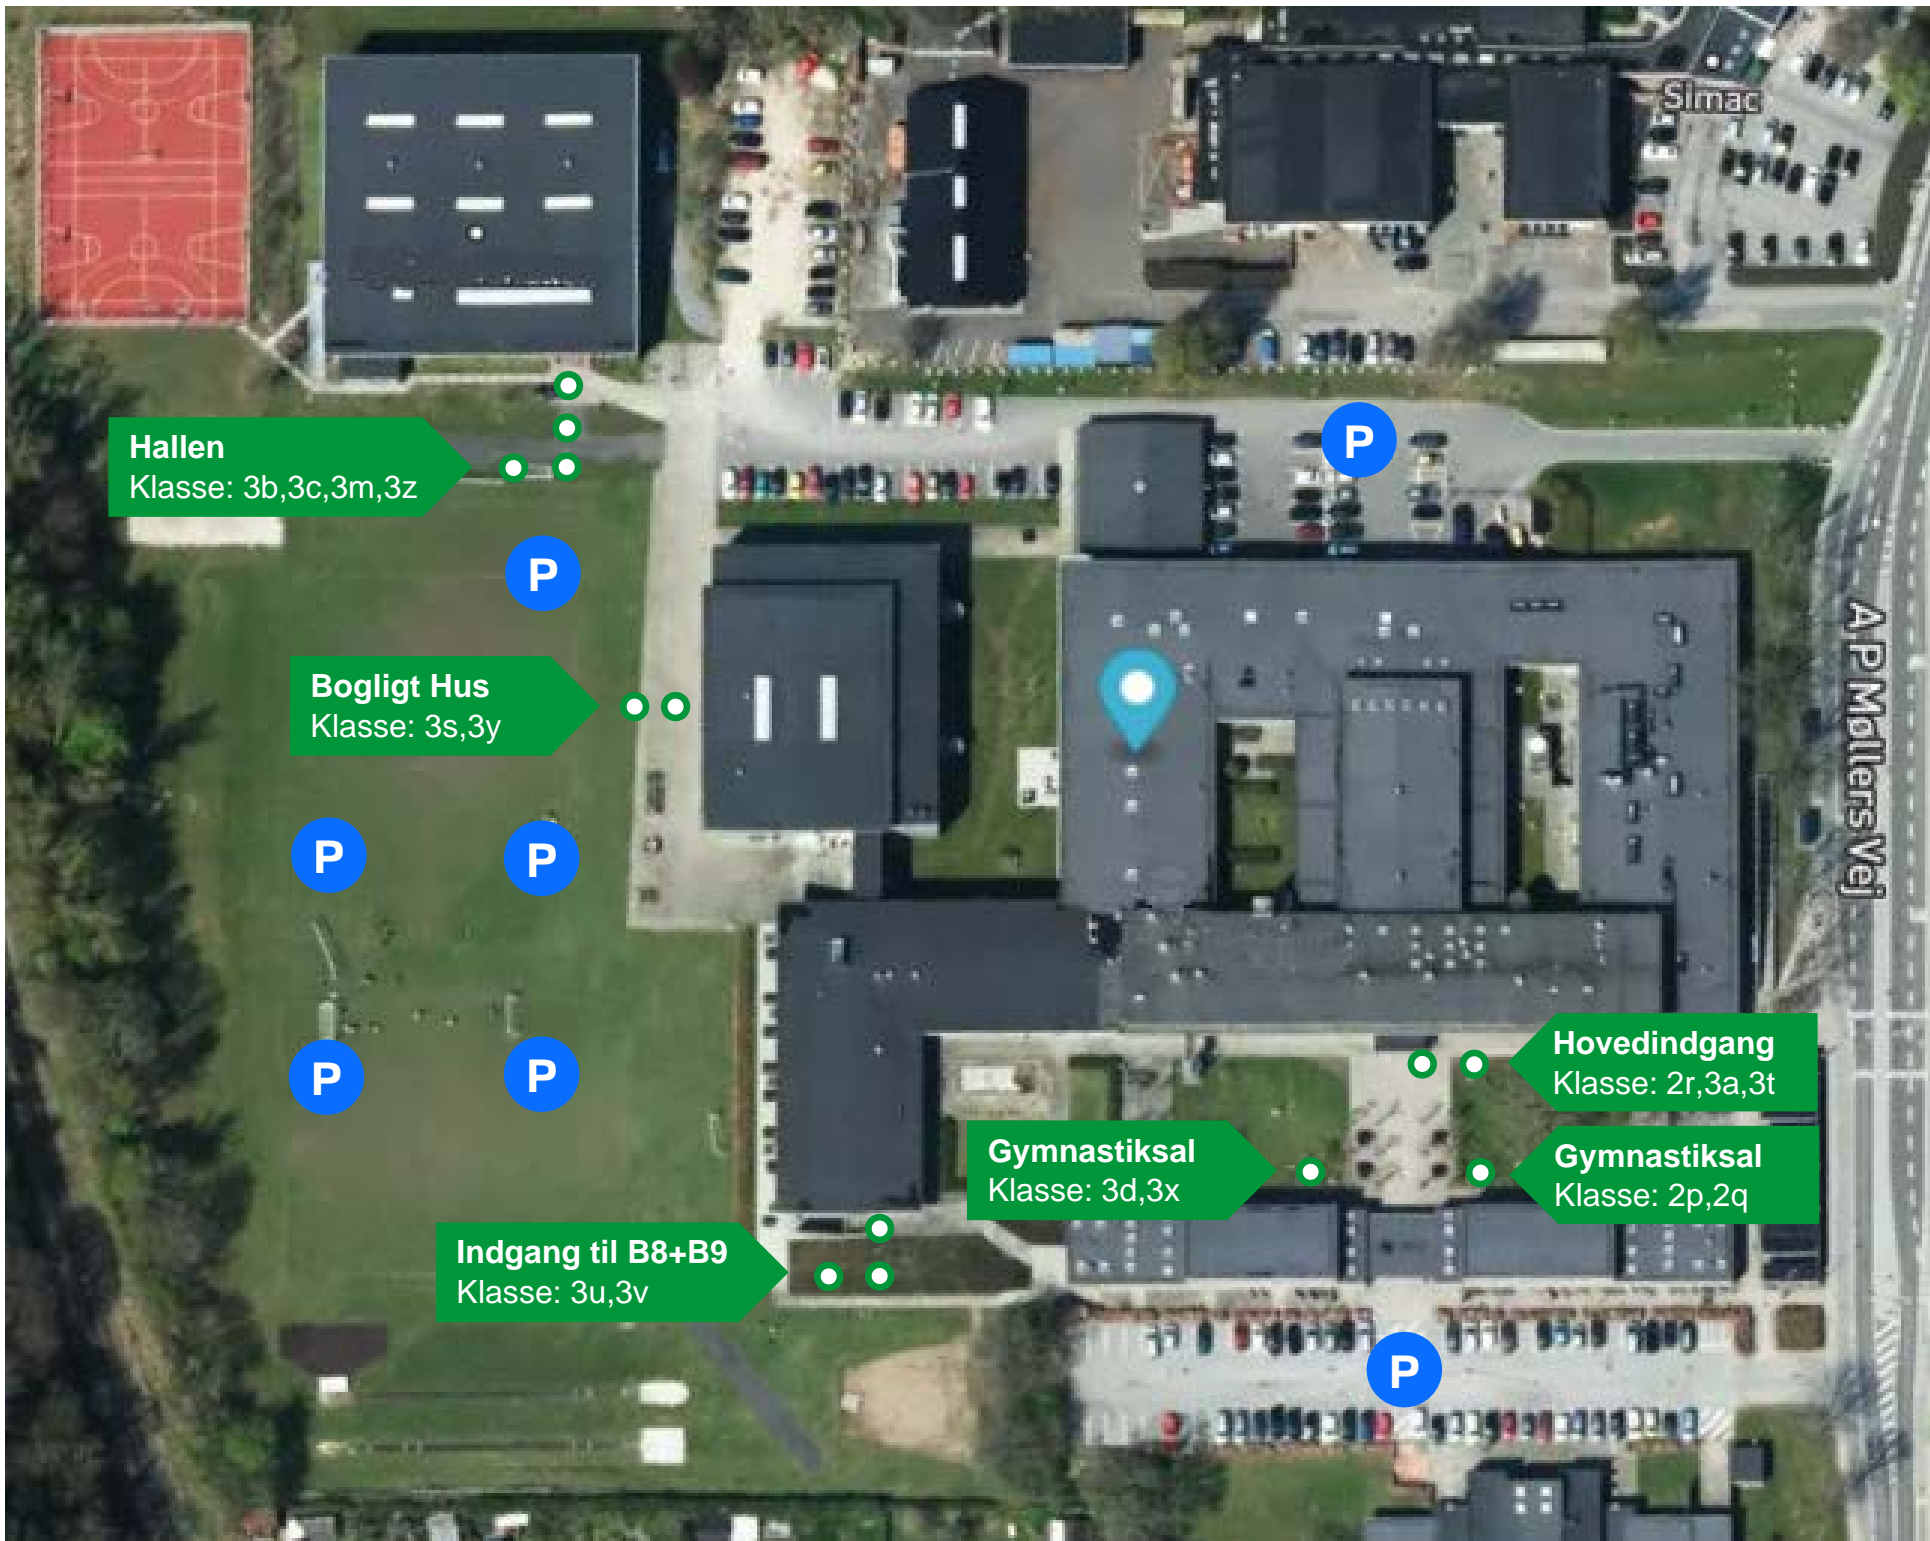 Simac
P
Hallen
Klasse: 3b,3c,3m,3z
P
A P Møllers Vej
Bogligt Hus
Klasse: 3s,3y
P
P
P
P
Hovedindgang
Klasse: 2r,3a,3t
Gymnastiksal
Klasse: 3d,3x
Gymnastiksal
Klasse: 2p,2q
Indgang til B8+B9
Klasse: 3u,3v
P